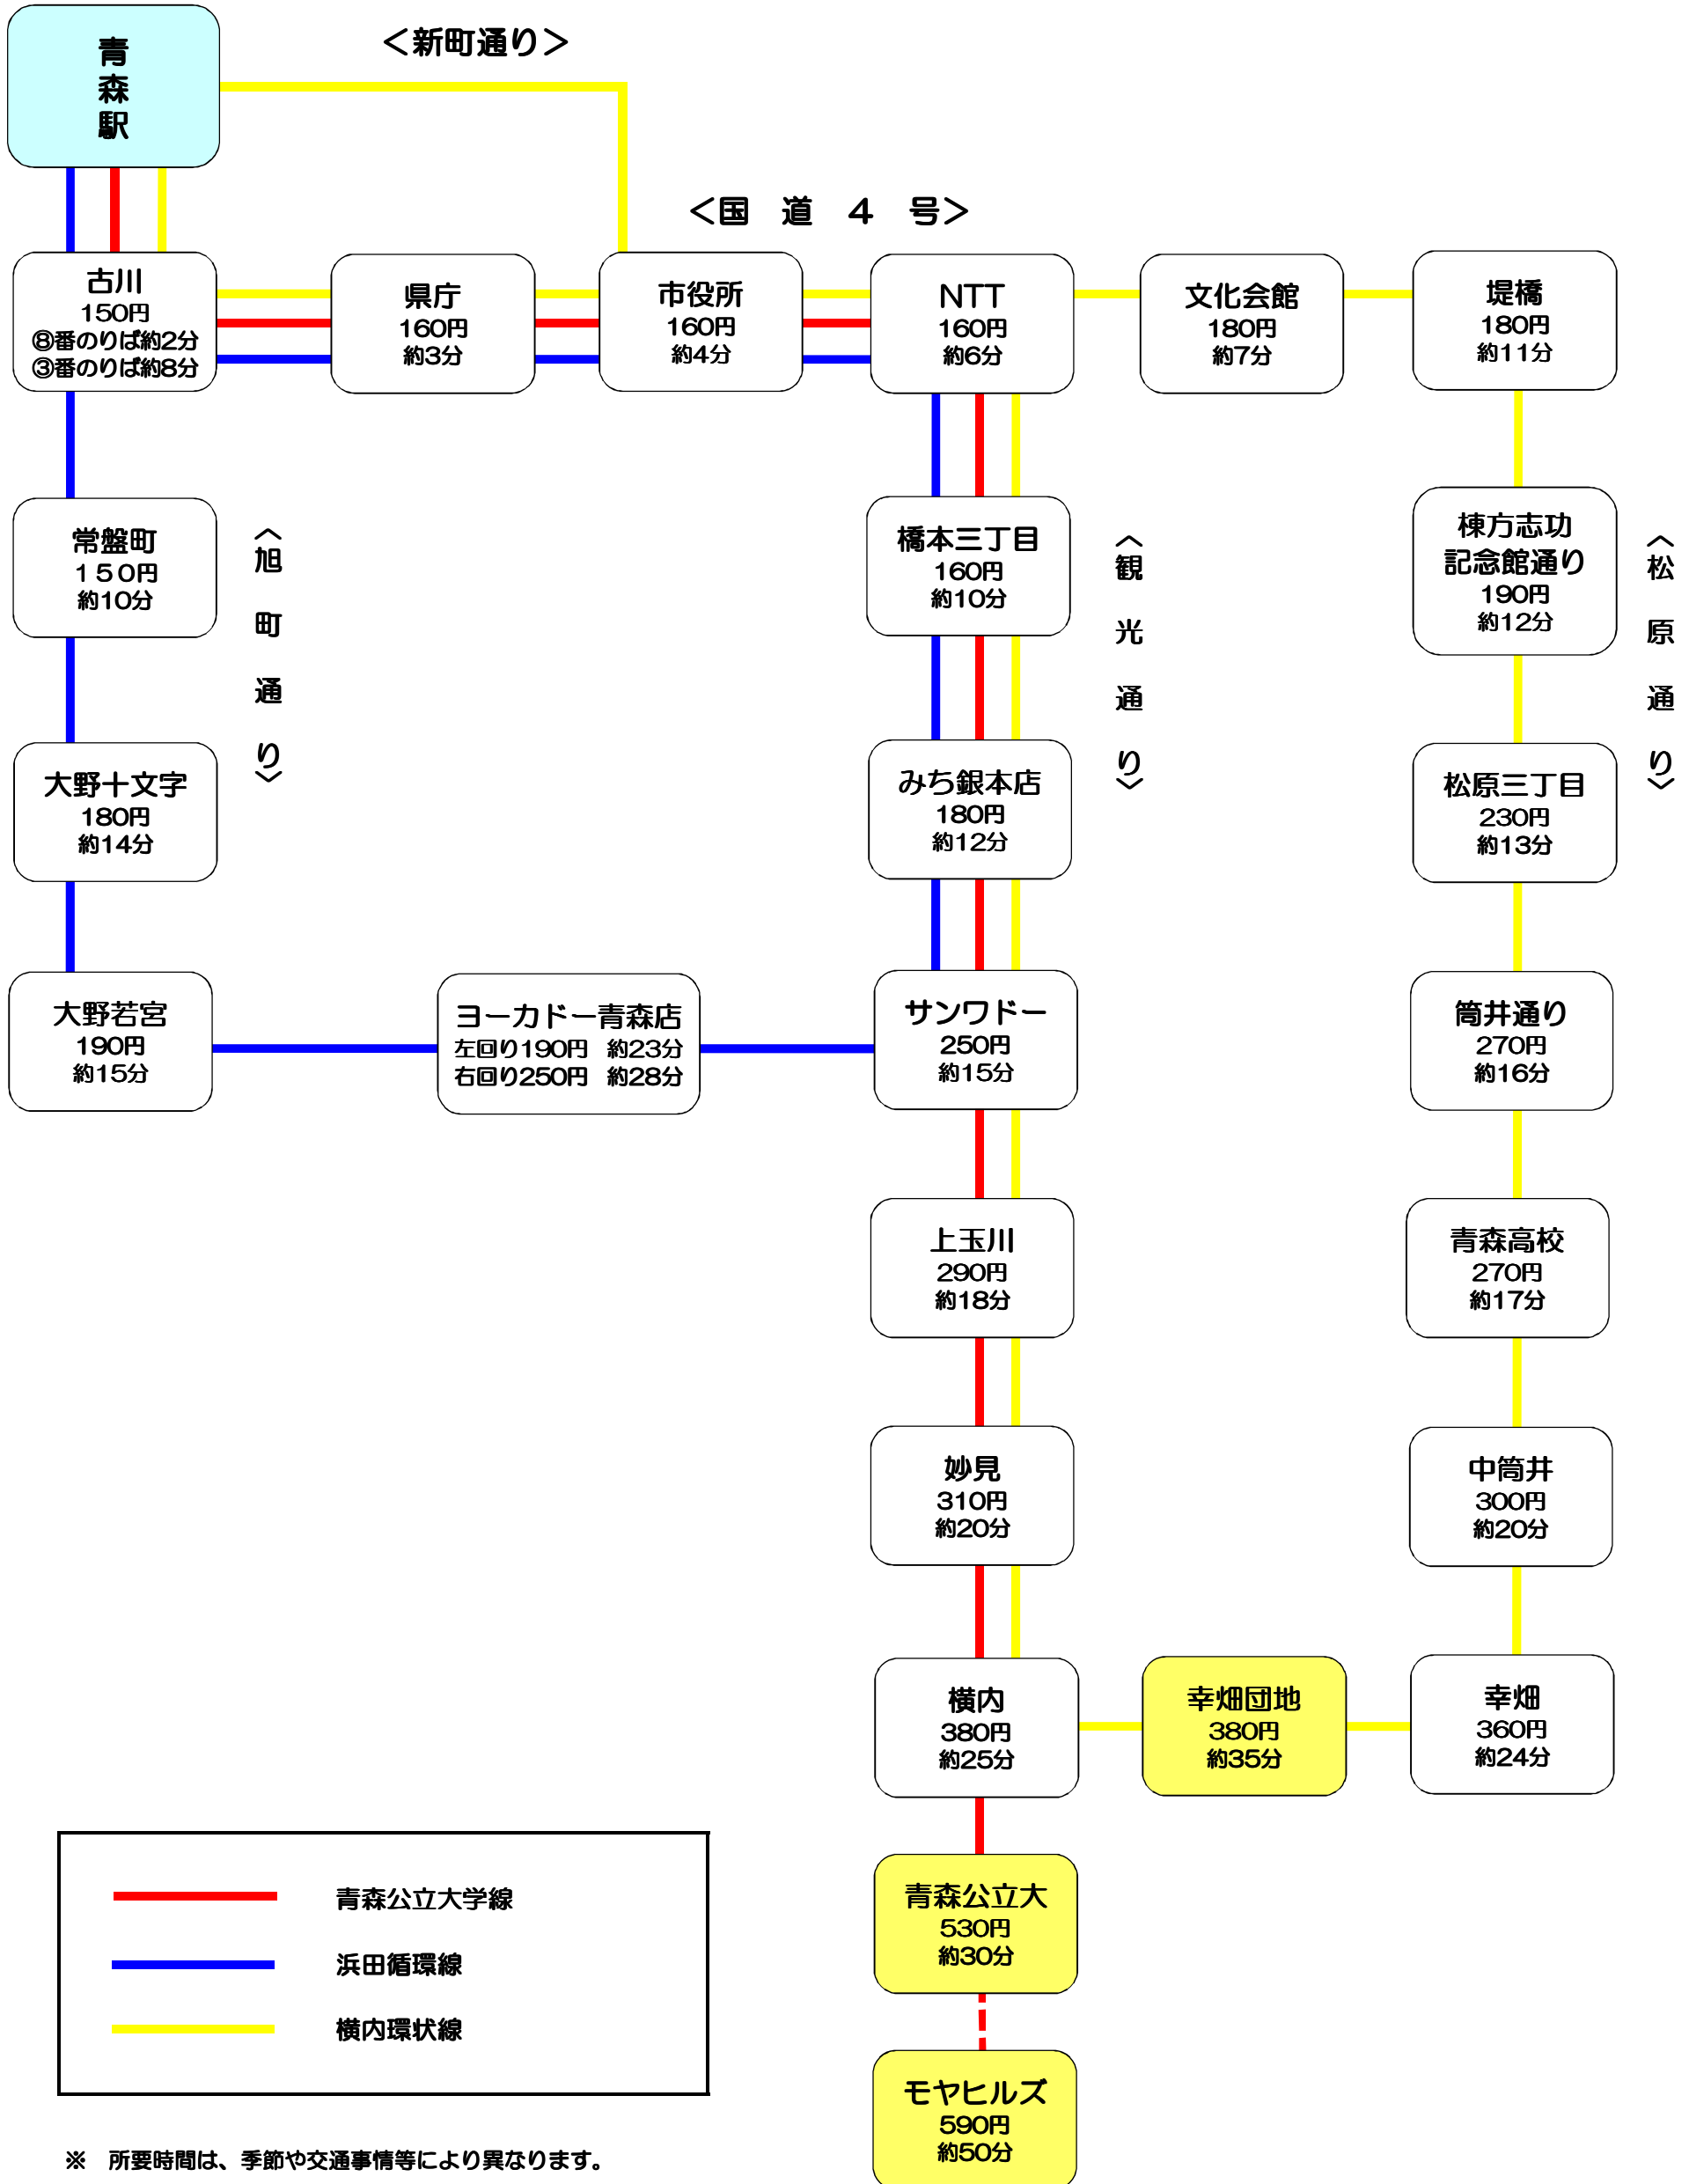 青森駅
＜新町通り＞
＜国　道　４　号＞
古川
150円
⑧番のりば約2分
③番のりば約8分
県庁
160円
約3分
市役所
160円
約4分
NTT
160円
約6分
文化会館
180円
約7分
堤橋
180円
約11分
常盤町
１５０円
約10分
＜旭　町　通　り＞
橋本三丁目
160円
約10分
＜観　光　通　り＞
棟方志功
記念館通り
190円
約12分
＜松　原　通　り＞
大野十文字
180円
約14分
みち銀本店
180円
約12分
松原三丁目
230円
約13分
大野若宮
190円
約15分
ヨーカドー青森店
左回り190円　約23分
右回り250円　約28分
サンワドー
250円
約15分
筒井通り
270円
約16分
上玉川
290円
約18分
青森高校
270円
約17分
妙見
310円
約20分
中筒井
300円
約20分
横内
380円
約25分
幸畑団地
380円
約35分
幸畑
360円
約24分
青森公立大学線
浜田循環線
横内環状線
青森公立大
530円
約30分
モヤヒルズ
590円
約50分
※　所要時間は、季節や交通事情等により異なります。